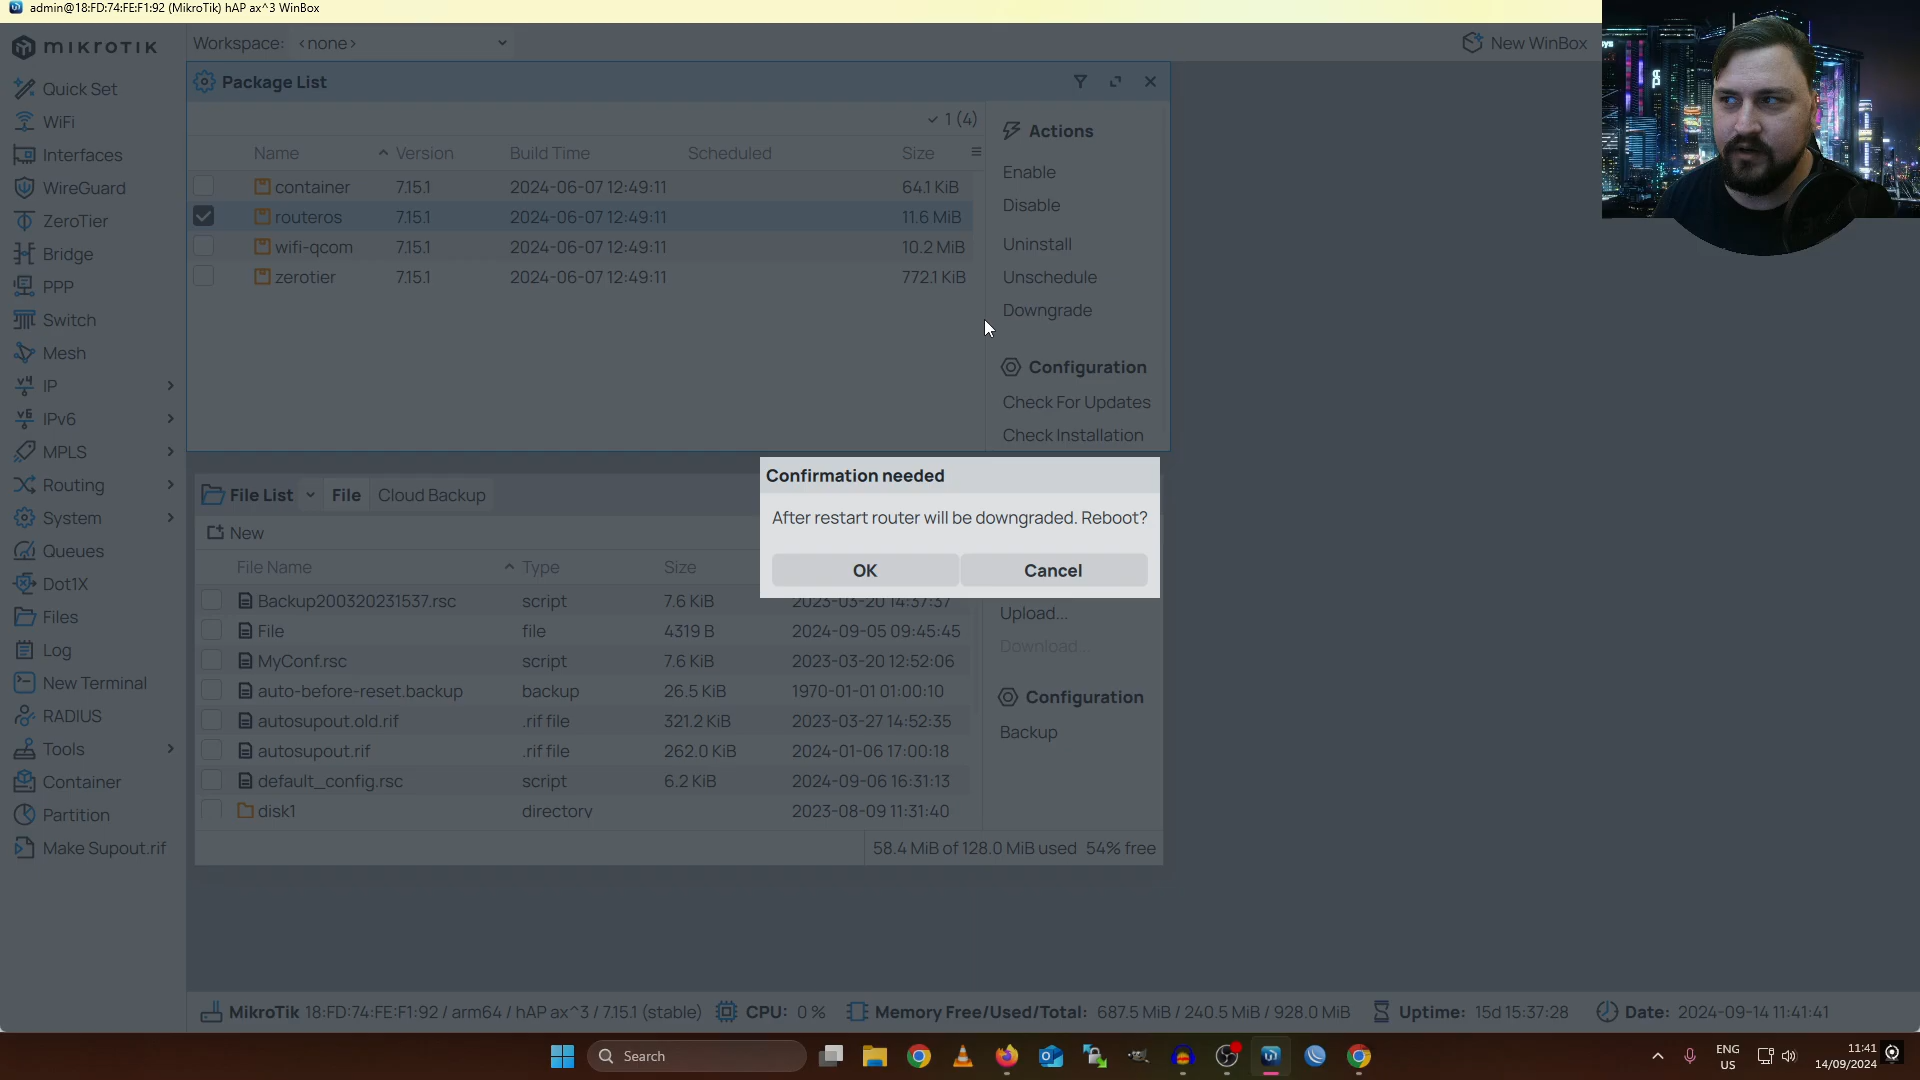 admin@18:FD:74:FE:F1:92 (MikroTik) hAP ax^3 WinBox
MIKROTIK
Workspace: <none>
New WinBox
Quick Set
WiFi
Interfaces
WireGuard
ZeroTier
Bridge
PPP
Switch
Mesh
IP
IPv6
MPLS
Routing
System
Queues
Dot1X
Files
Log
New Terminal
RADIUS
Tools
Container
Partition
Make Supout.rif
Package List
1 (4)
Name Version Build Time Scheduled Size
container 7.15.1 2024-06-07 12:49:11 64.1 KiB
routeros 7.15.1 2024-06-07 12:49:11 11.6 MiB
wifi-qcom 7.15.1 2024-06-07 12:49:11 10.2 MiB
zerotier 7.15.1 2024-06-07 12:49:11 772.1 KiB
Actions
Enable
Disable
Uninstall
Unschedule
Downgrade
Configuration
Check For Updates
Check Installation
Confirmation needed
After restart router will be downgraded. Reboot?
OK Cancel
File List File Cloud Backup
New
File Name Type Size
Backup200320231537.rsc script 7.6 KiB 2023-03-20 14:37:37
File file 4319 B 2024-09-05 09:45:45
MyConf.rsc script 7.6 KiB 2023-03-20 12:52:06
auto-before-reset.backup backup 26.5 KiB 1970-01-01 01:00:10
autosupout.old.rif .rif file 321.2 KiB 2023-03-27 14:52:35
autosupout.rif .rif file 262.0 KiB 2024-01-06 17:00:18
default_config.rsc script 6.2 KiB 2024-09-06 16:31:13
disk1 directory 2023-08-09 11:31:40
Upload...
Download...
Configuration
Backup
58.4 MiB of 128.0 MiB used 54% free
MikroTik 18:FD:74:FE:F1:92 / arm64 / hAP ax^3 / 7.15.1 (stable) CPU: 0 % Memory Free/Used/Total: 687.5 MiB / 240.5 MiB / 928.0 MiB Uptime: 15d 15:37:28 Date: 2024-09-14 11:41:41
Search
ENG
US
11:41
14/09/2024